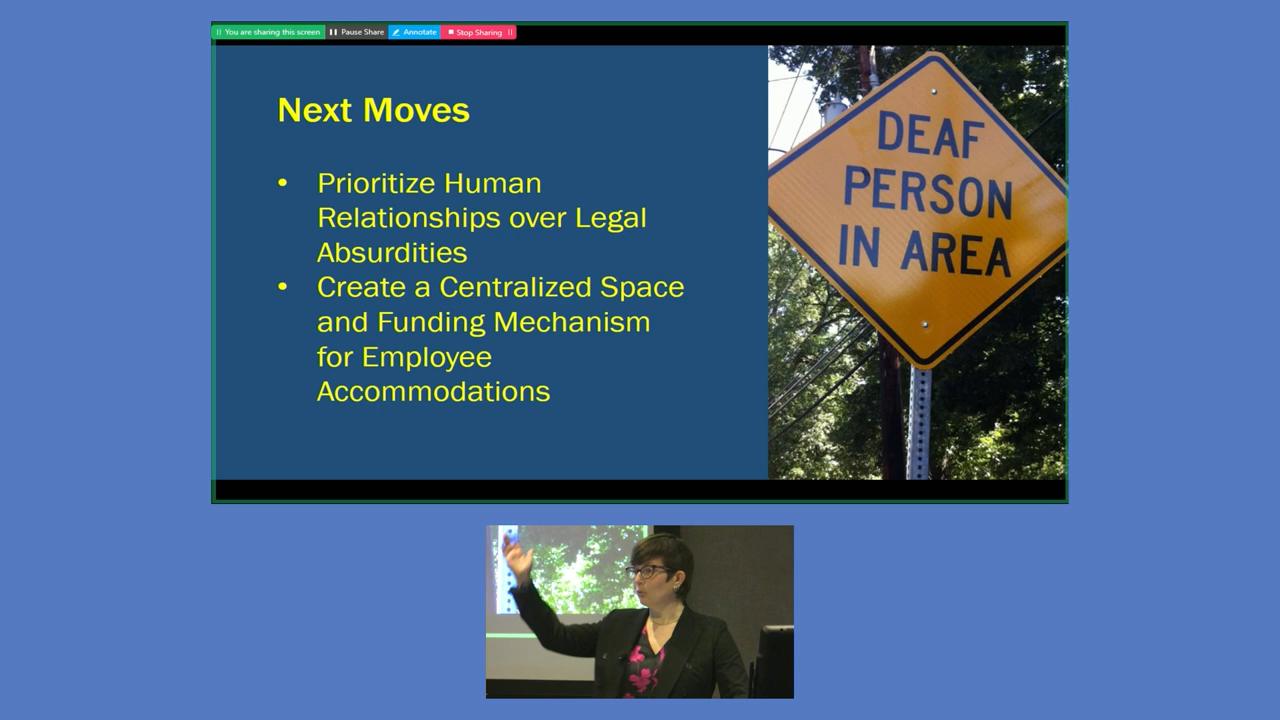 You are sharing this screen Pause Share Annotate Stop Sharing
Next Moves
• Prioritize Human
Relationships over Legal
Absurdities
• Create a Centralized Space
and Funding Mechanism
for Employee
Accommodations
DEAF
PERSON
IN AREA